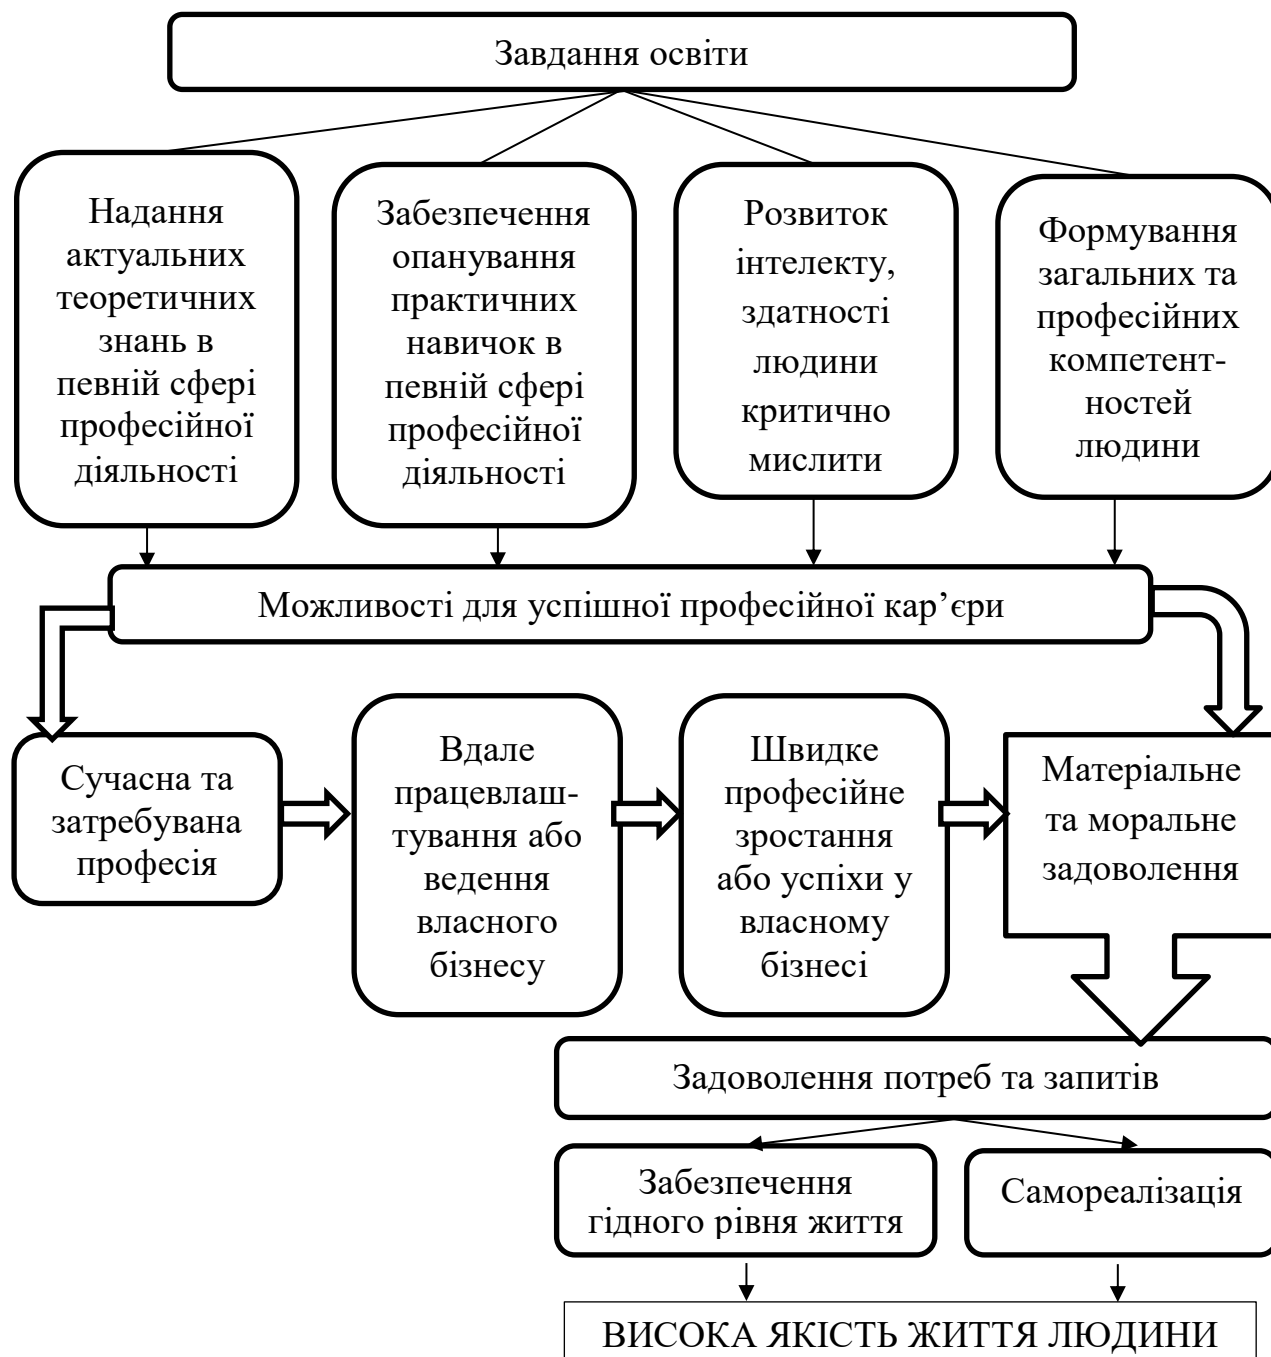 Завдання освіти
Надання
актуальних
теоретичних
знань в
певній сфері
професійної
діяльності
Забезпечення
опанування
практичних
навичок в
певній сфері
професійної
діяльності
Розвиток
інтелекту,
здатності
людини
критично
мислити
Формування
загальних та
професійних
компетент-
ностей
людини
Можливості для успішної професійної кар’єри
Сучасна та
затребувана
професія
Вдале
працевлаш-
тування або
ведення
власного
бізнесу
Швидке
професійне
зростання
або успіхи у
власному
бізнесі
Матеріальне
та моральне
задоволення
Задоволення потреб та запитів
Забезпечення
гідного рівня життя
Самореалізація
ВИСОКА ЯКІСТЬ ЖИТТЯ ЛЮДИНИ